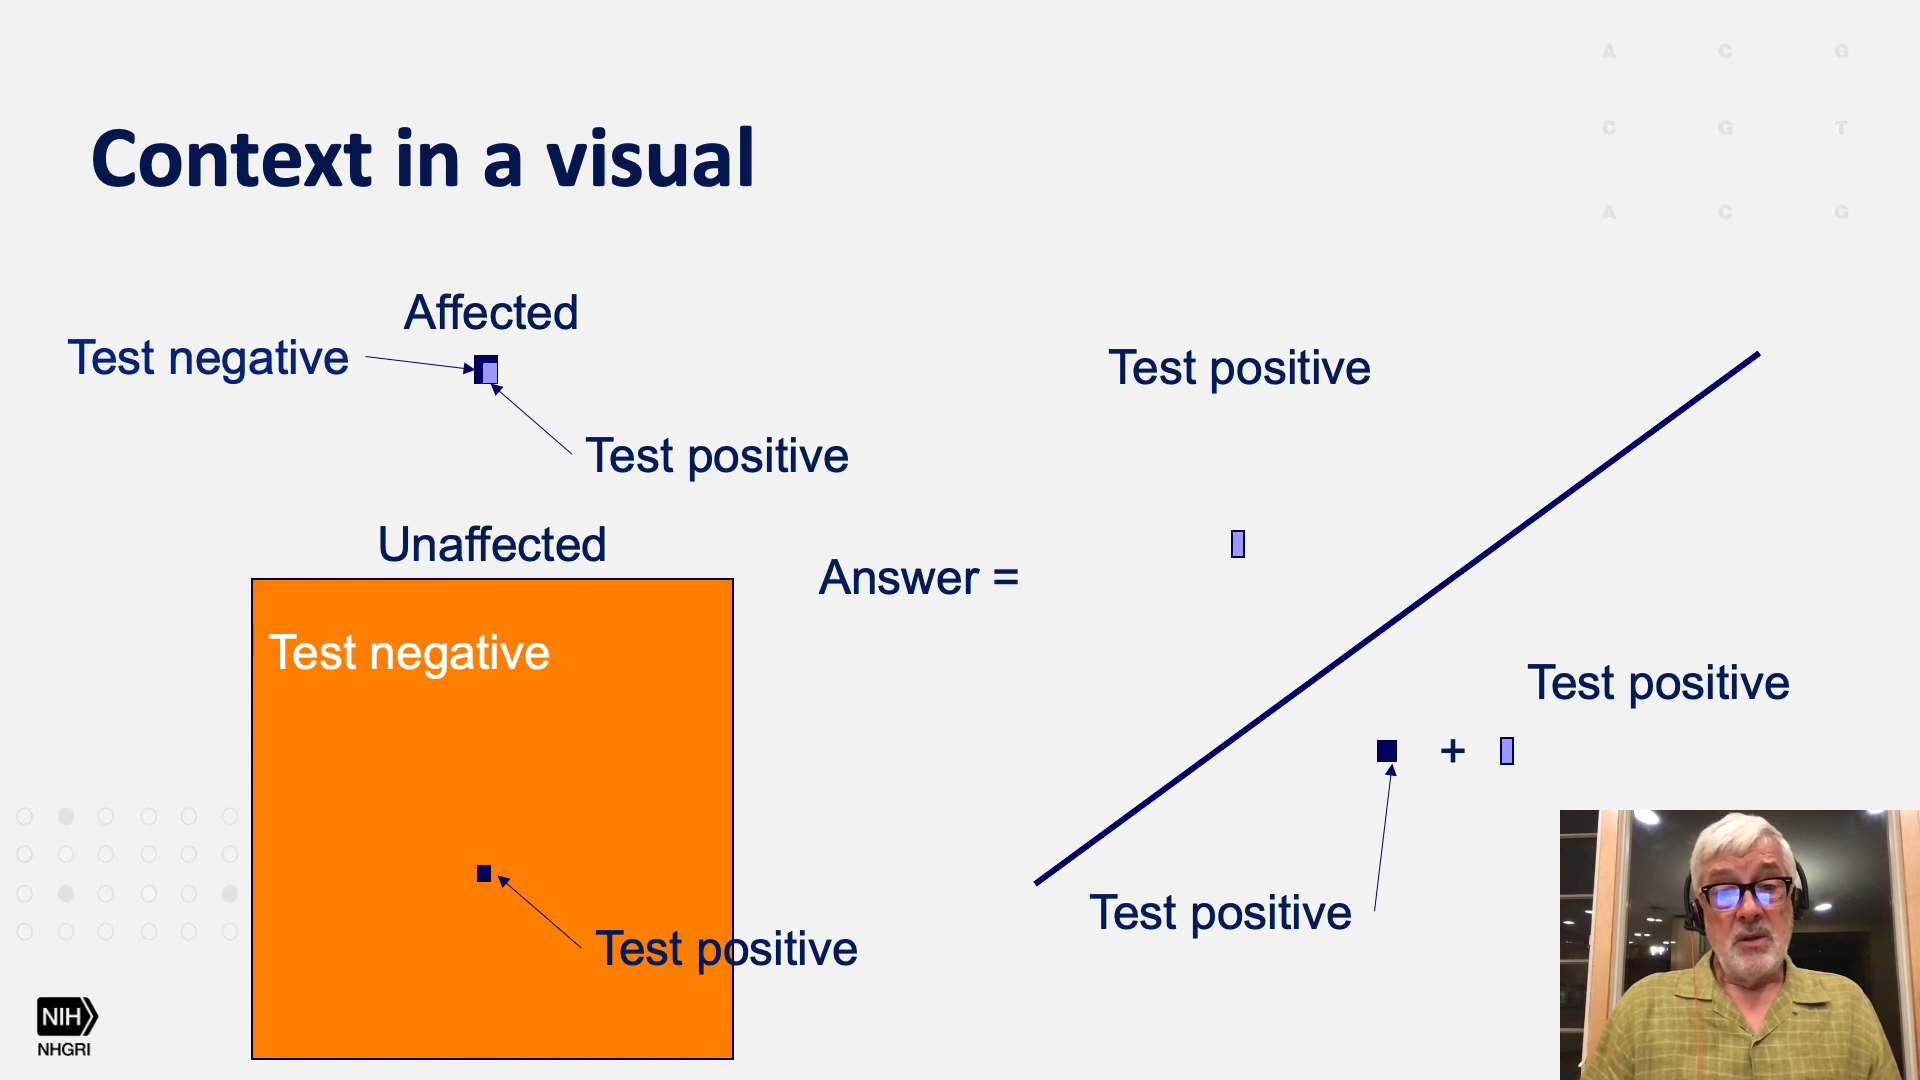 A C G
C G T
A C G
Context in a visual
Affected
Test negative
Test positive
Unaffected
Test negative
Test positive
Answer =
Test positive
Test positive
+
Test positive
NIH
NHGRI